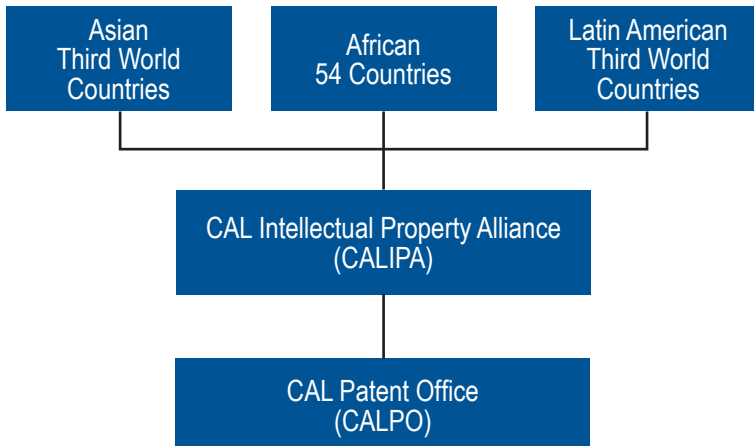 Asian
Third World
Countries
African
54 Countries
Latin American
Third World
Countries
CAL Intellectual Property Alliance
(CALIPA)
CAL Patent Office
(CALPO)